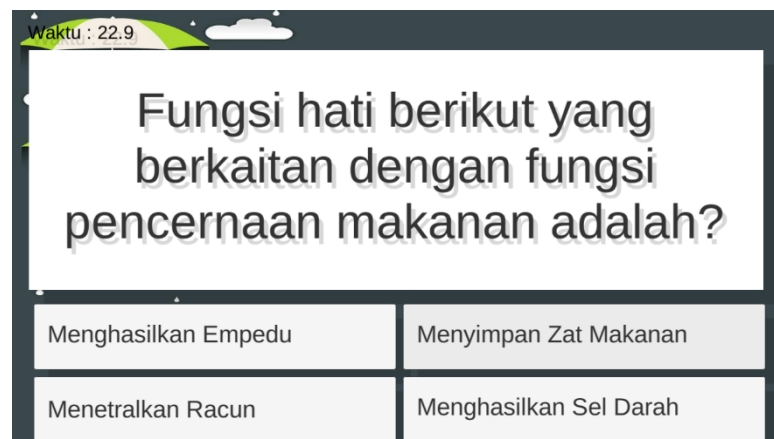 Waktu : 22.9
Fungsi hati berikut yang
berkaitan dengan fungsi
pencernaan makanan adalah?
Menghasilkan Empedu
Menyimpan Zat Makanan
Menetralkan Racun
Menghasilkan Sel Darah